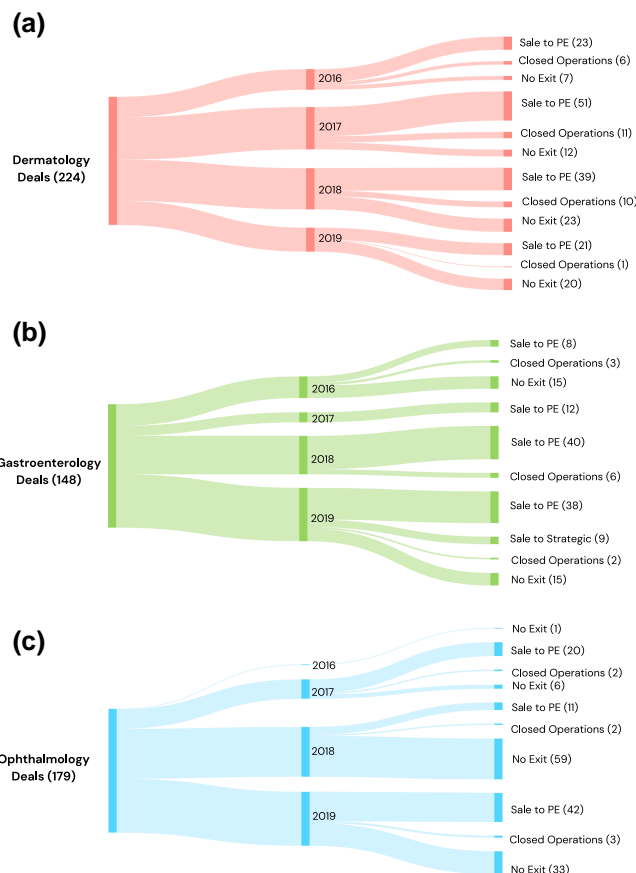 (a)
Dermatology
Deals (224)
2016
2017
2018
2019
Sale to PE (23)
Closed Operations (6)
No Exit (7)
Sale to PE (51)
Closed Operations (11)
No Exit (12)
Sale to PE (39)
Closed Operations (10)
No Exit (23)
Sale to PE (21)
Closed Operations (1)
No Exit (20)
(b)
Gastroenterology
Deals (148)
2016
2017
2018
2019
Sale to PE (8)
Closed Operations (3)
No Exit (15)
Sale to PE (12)
Sale to PE (40)
Closed Operations (6)
Sale to PE (38)
Sale to Strategic (9)
Closed Operations (2)
No Exit (15)
(c)
Ophthalmology
Deals (179)
2016
2017
2018
2019
No Exit (1)
Sale to PE (20)
Closed Operations (2)
No Exit (6)
Sale to PE (11)
Closed Operations (2)
No Exit (59)
Sale to PE (42)
Closed Operations (3)
No Exit (33)